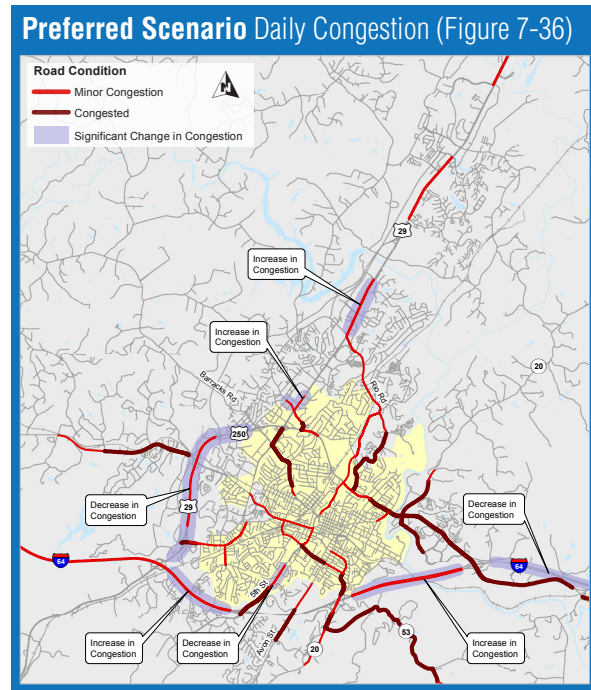 Preferred Scenario Daily Congestion (Figure 7-36)
Road Condition
Minor Congestion
Congested
Significant Change in Congestion
N
29
Increase in
Congestion
Increase in
Congestion
Barracks Rd
Rio Rd
20
250
Decrease in
Congestion
29
Decrease in
Congestion
64
64
5th St
Avon St
Increase in
Congestion
Decrease in
Congestion
20
53
Increase in
Congestion